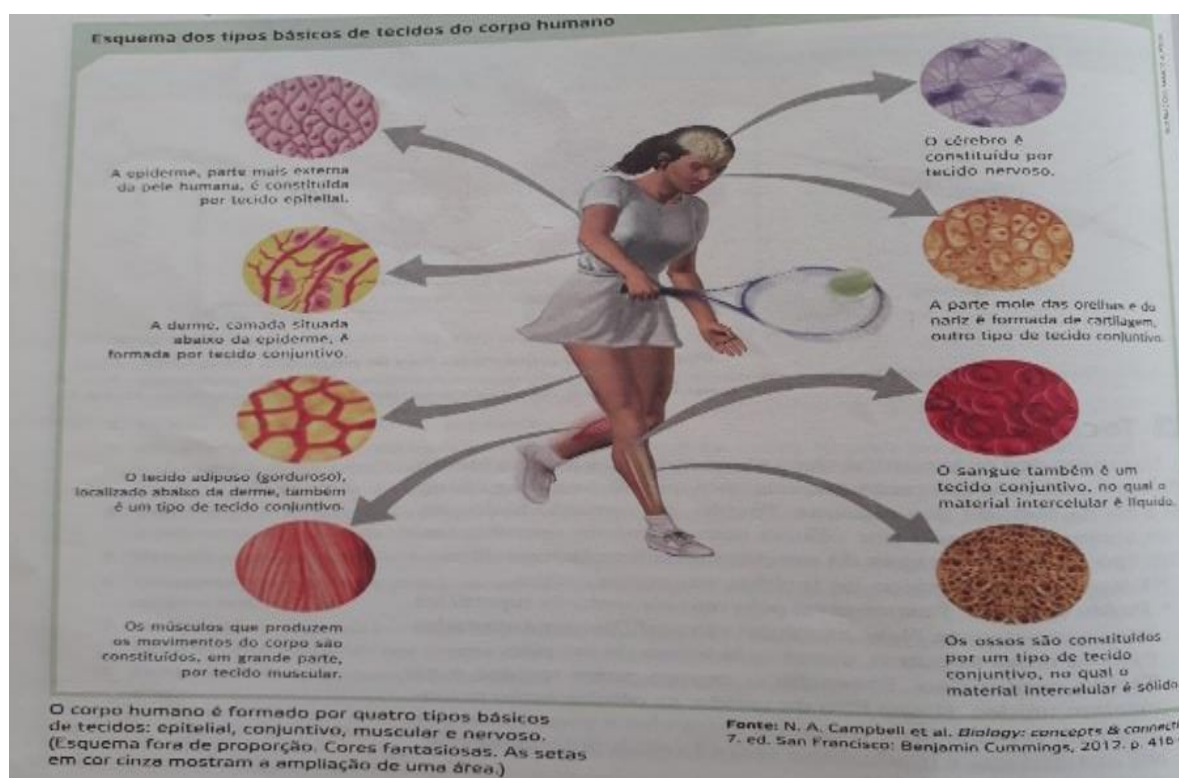 Esquema dos tipos básicos de tecidos do corpo humano
A epiderme, parte mais externa
da pele humana, é constituída
por tecido epitelial.
A derme, camada situada
abaixo da epiderme, é
formada por tecido conjuntivo.
O tecido adiposo (gorduroso),
localizado abaixo da derme, também
é um tipo de tecido conjuntivo.
Os músculos que produzem
os movimentos do corpo são
constituídos, em grande parte,
por tecido muscular.
O cérebro é
constituído por
tecido nervoso.
A parte mole das orelhas e do
nariz é formada de cartilagem,
outro tipo de tecido conjuntivo.
O sangue também é um
tecido conjuntivo, no qual o
material intercelular é líquido.
Os ossos são constituídos
por um tipo de tecido
conjuntivo, no qual o
material intercelular é sólido
O corpo humano é formado por quatro tipos básicos
de tecidos: epitelial, conjuntivo, muscular e nervoso.
(Esquema fora de proporção. Cores fantasiosas. As setas
em cor cinza mostram a ampliação de uma área.)
Fonte: N. A. Campbell et al. Biology: concepts & connecti
7. ed. San Francisco: Benjamin Cummings, 2012. p. 416